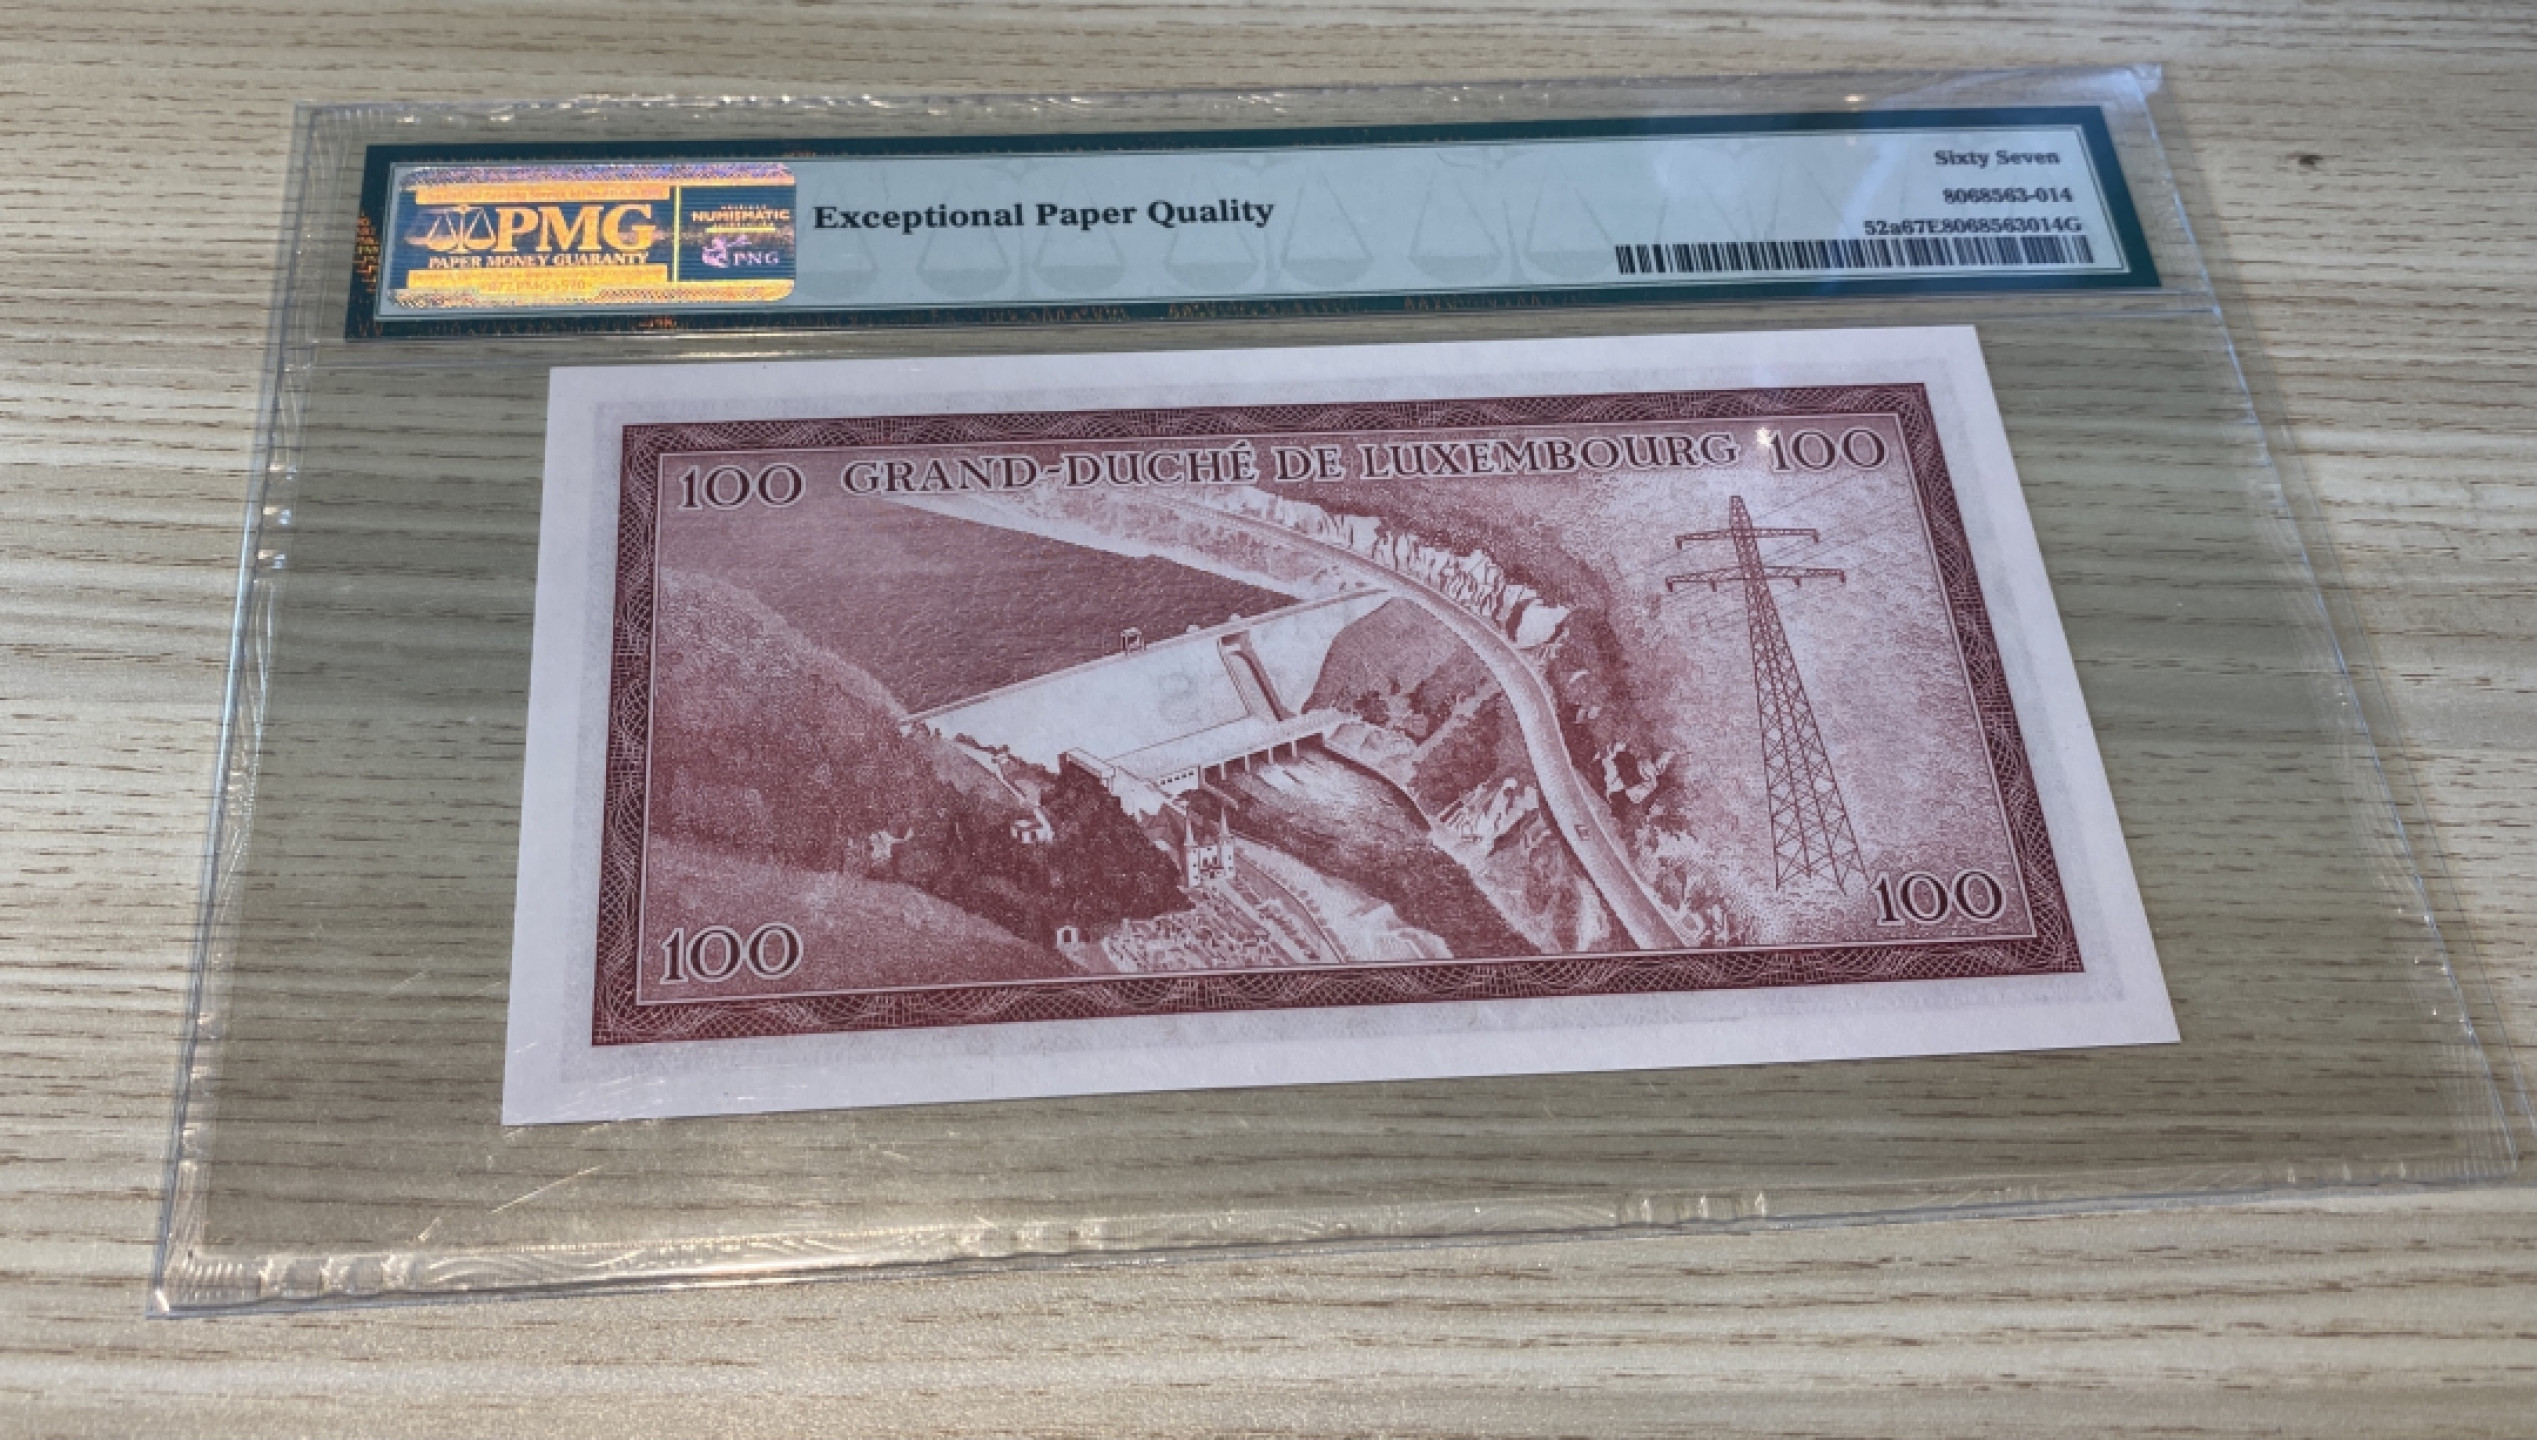 PMG
PAPER MONEY GUARANTY
NUMISMATIC
PNG
Exceptional Paper Quality
Sixty Seven
8068563-014
52a67E8068563014G
100 GRAND-DUCHÉ DE LUXEMBOURG 100
100 100